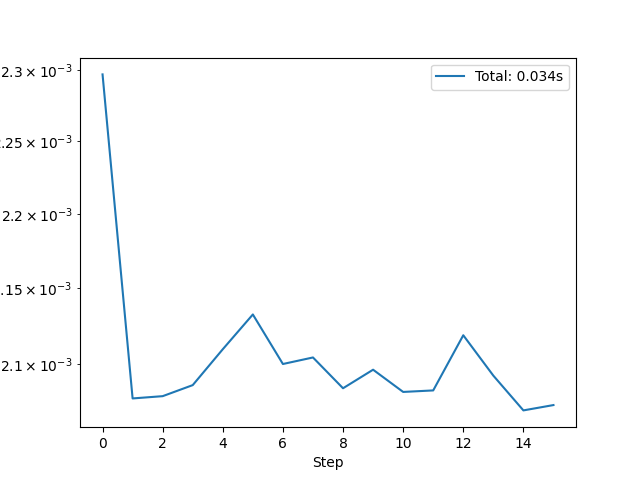 2.3 × 10⁻³
.25 × 10⁻³
2.2 × 10⁻³
.15 × 10⁻³
2.1 × 10⁻³
Total: 0.034s
0 2 4 6 8 10 12 14
Step